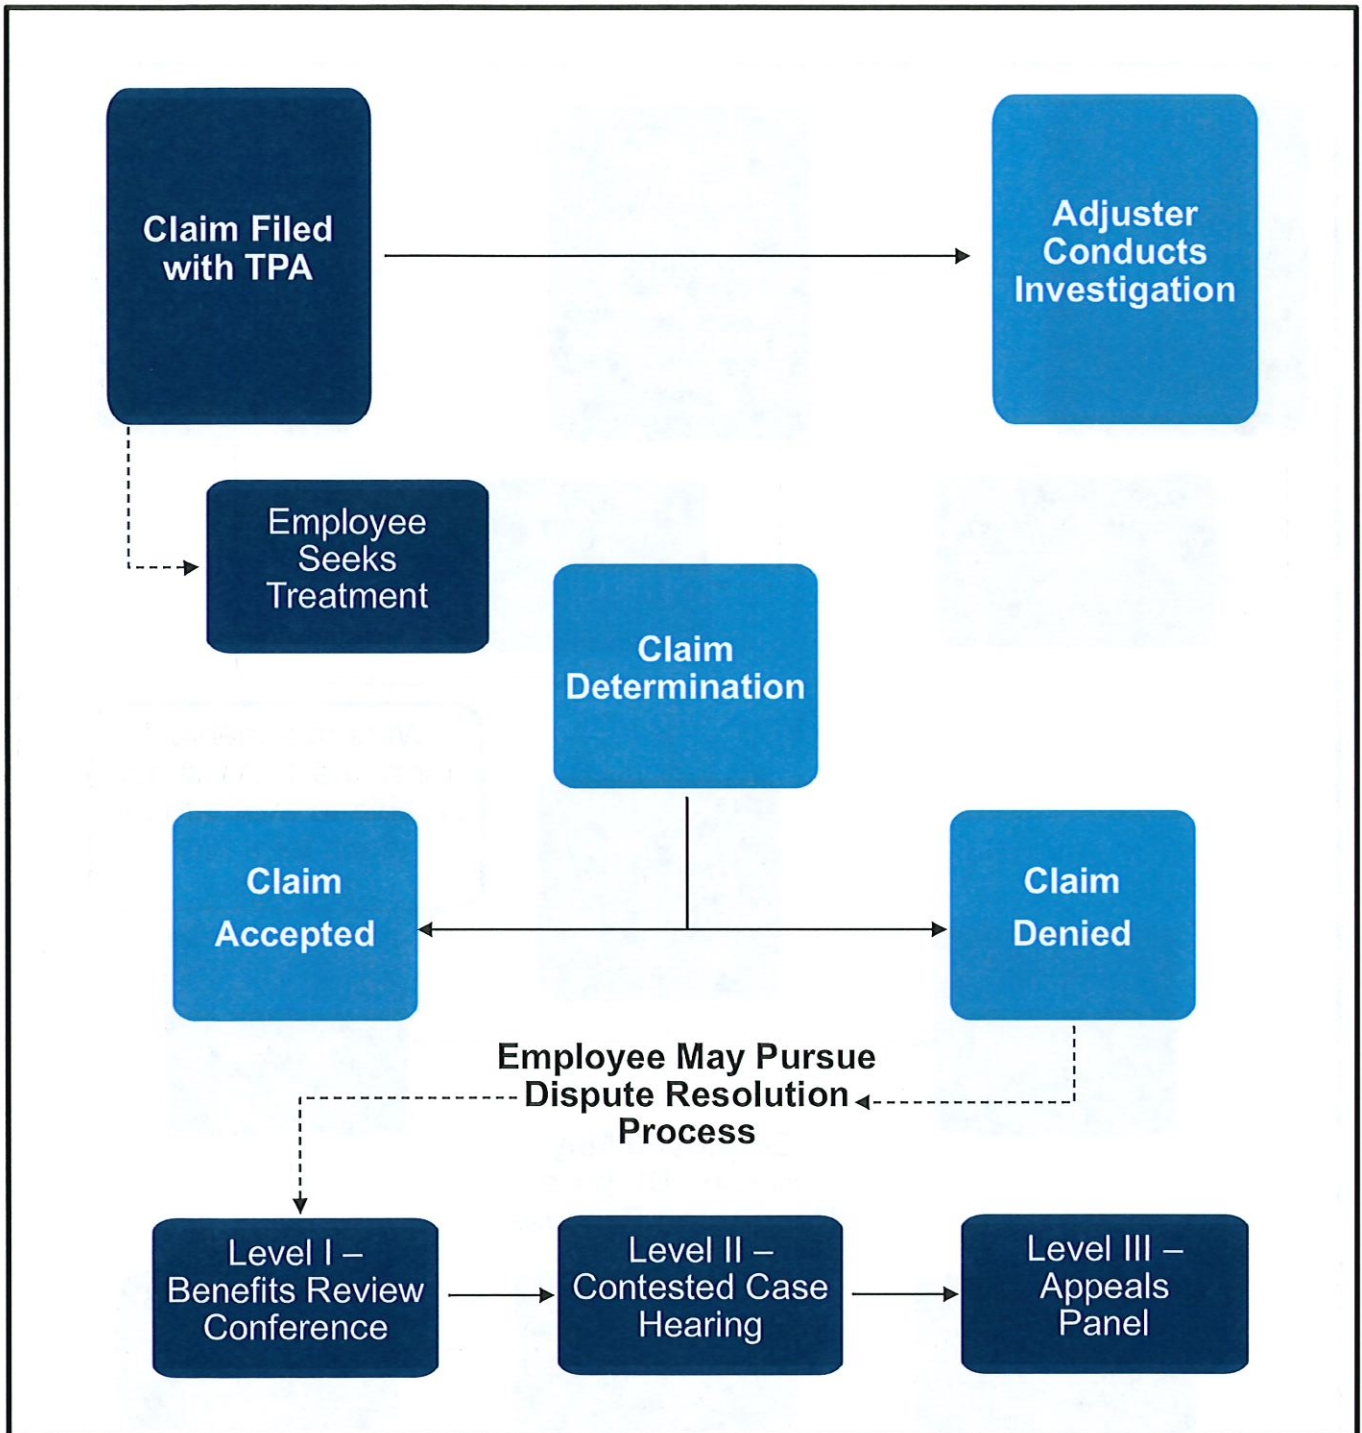 Claim Filed
with TPA
Adjuster
Conducts
Investigation
Employee
Seeks
Treatment
Claim
Determination
Claim
Accepted
Claim
Denied
Employee May Pursue
Dispute Resolution
Process
Level I –
Benefits Review
Conference
Level II –
Contested Case
Hearing
Level III –
Appeals
Panel